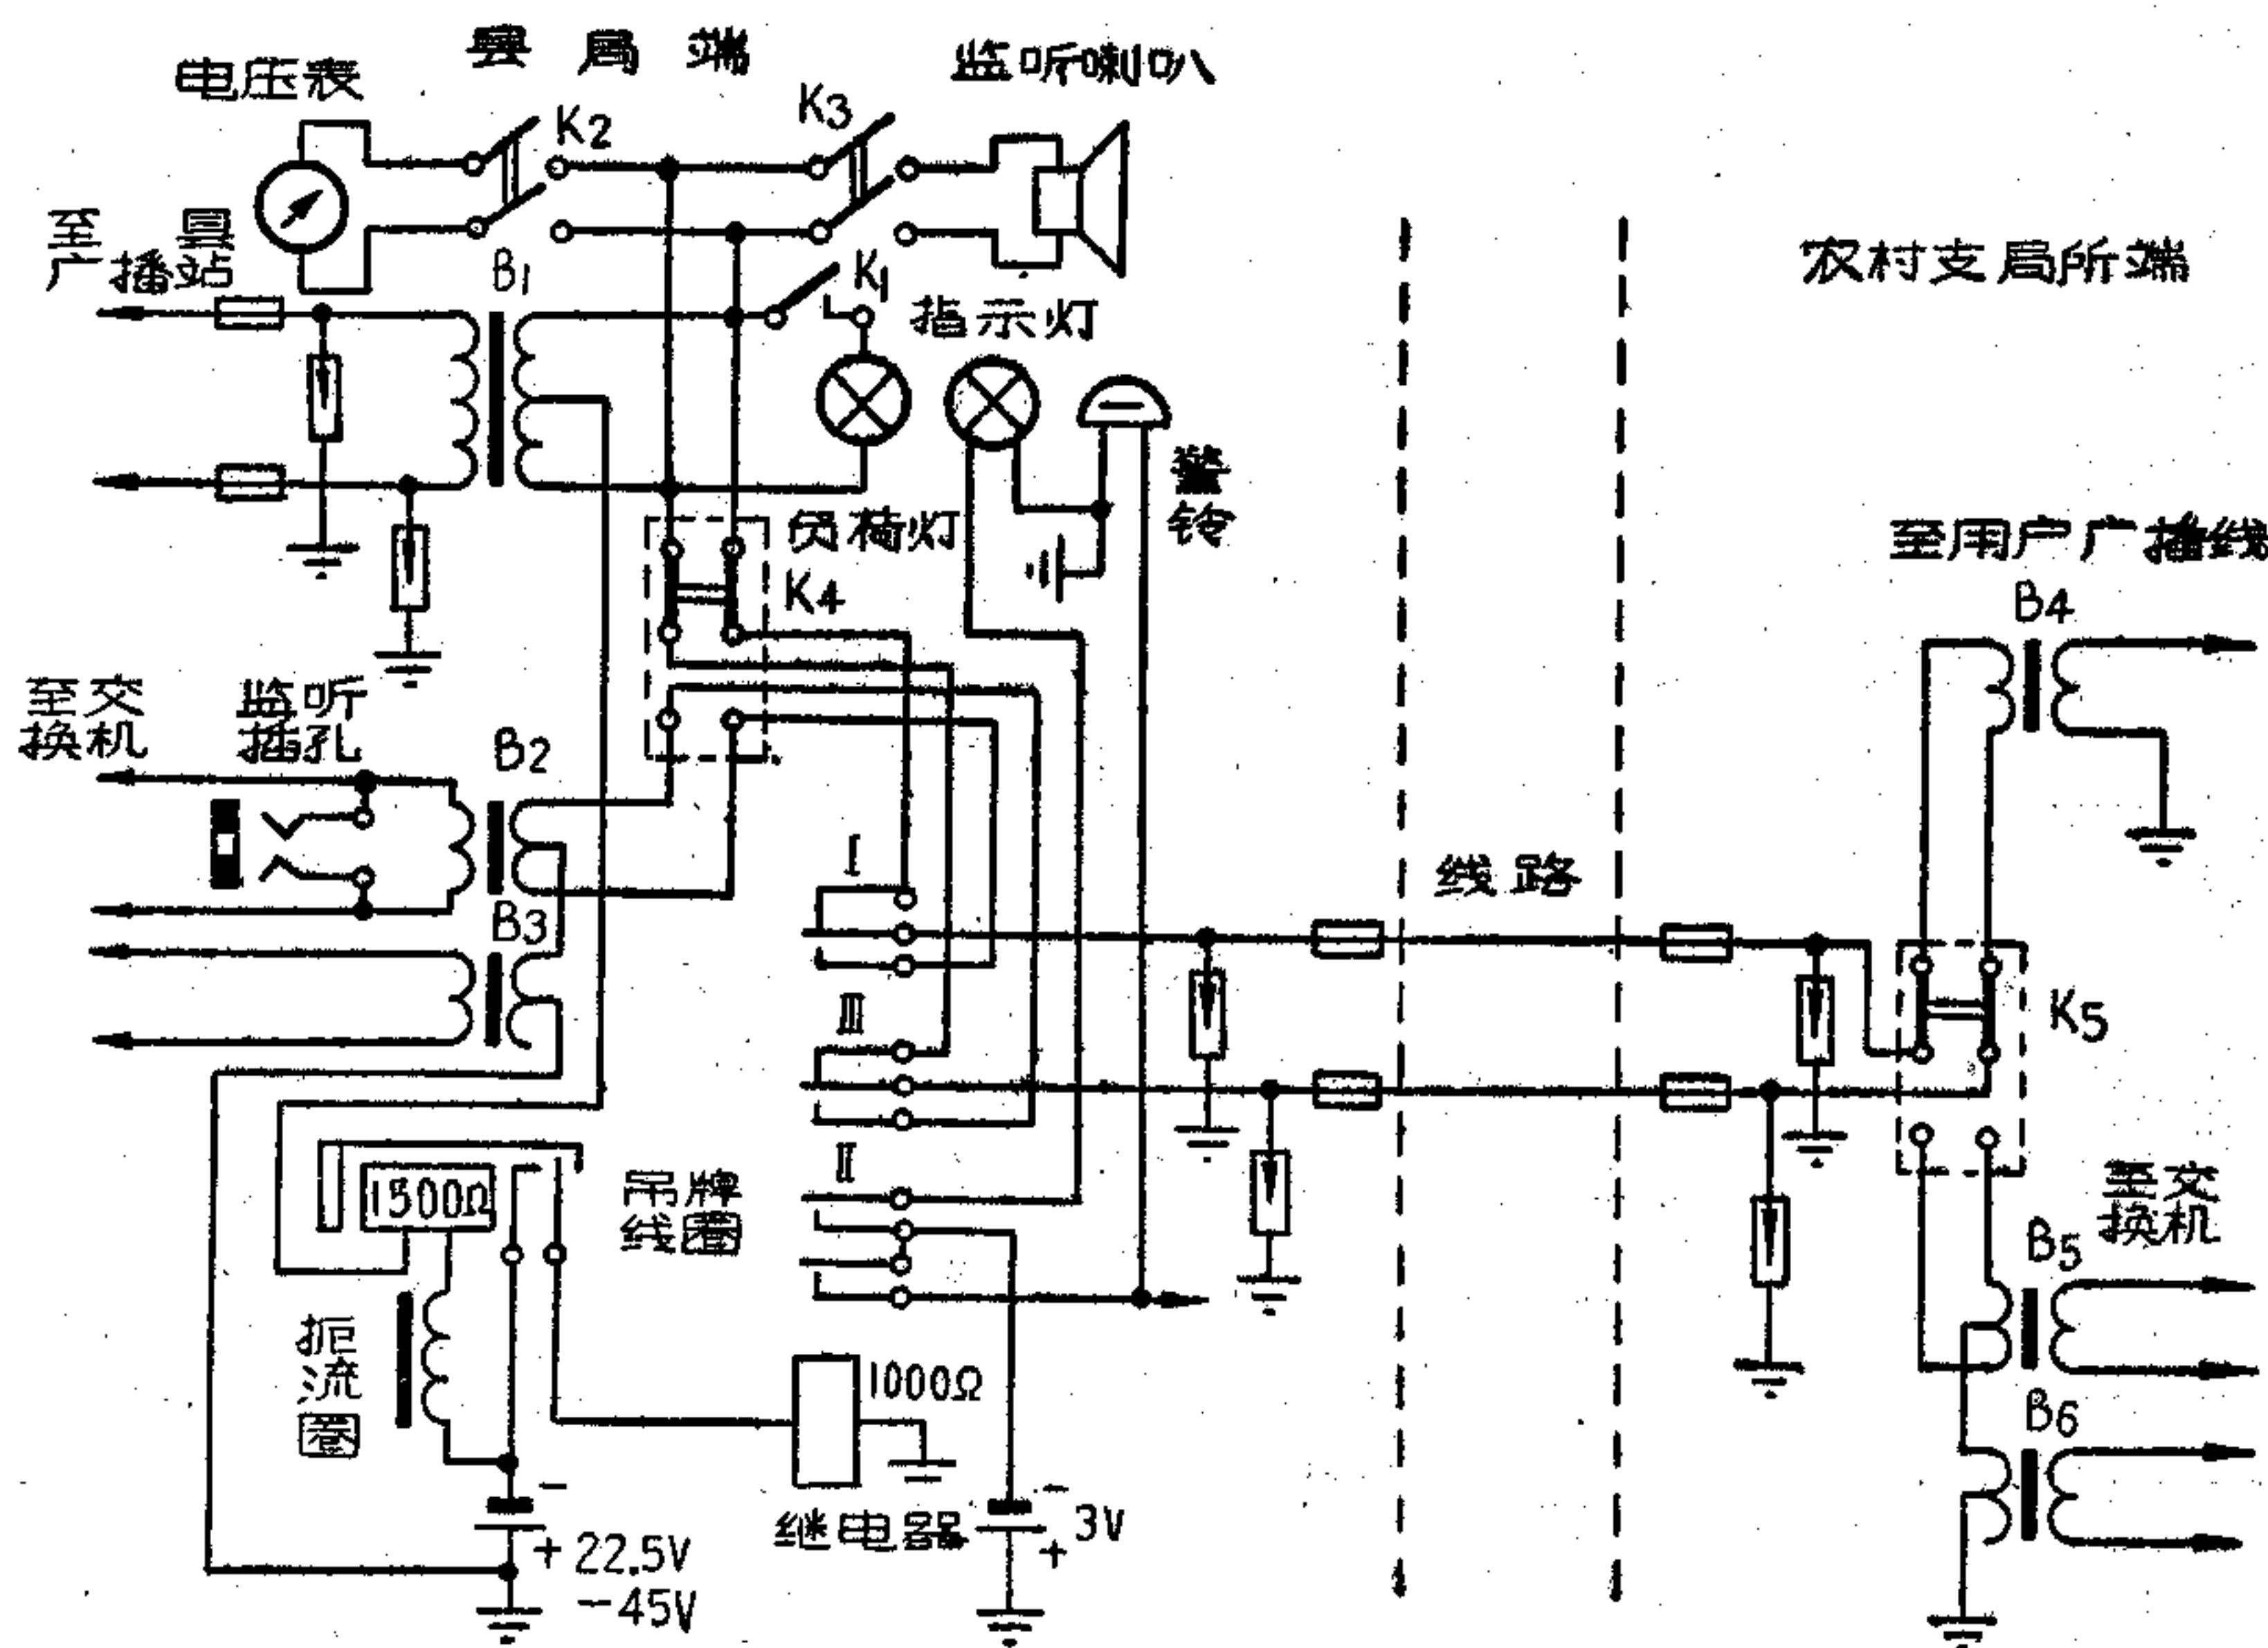 县局端
电压表
监听喇叭
K2
K3
至县
广播站
B1
K1
指示灯
农村支局所端
警
铃
负荷灯
K4
至用户广播线
B4
至交
换机
监听
插孔
B2
I
线路
B3
III
K5
II
1500Ω
吊牌
线圈
至交
换机
B5
扼
流
圈
1000Ω
B6
继电器
−
+
22.5V
−45V
−
+
3V